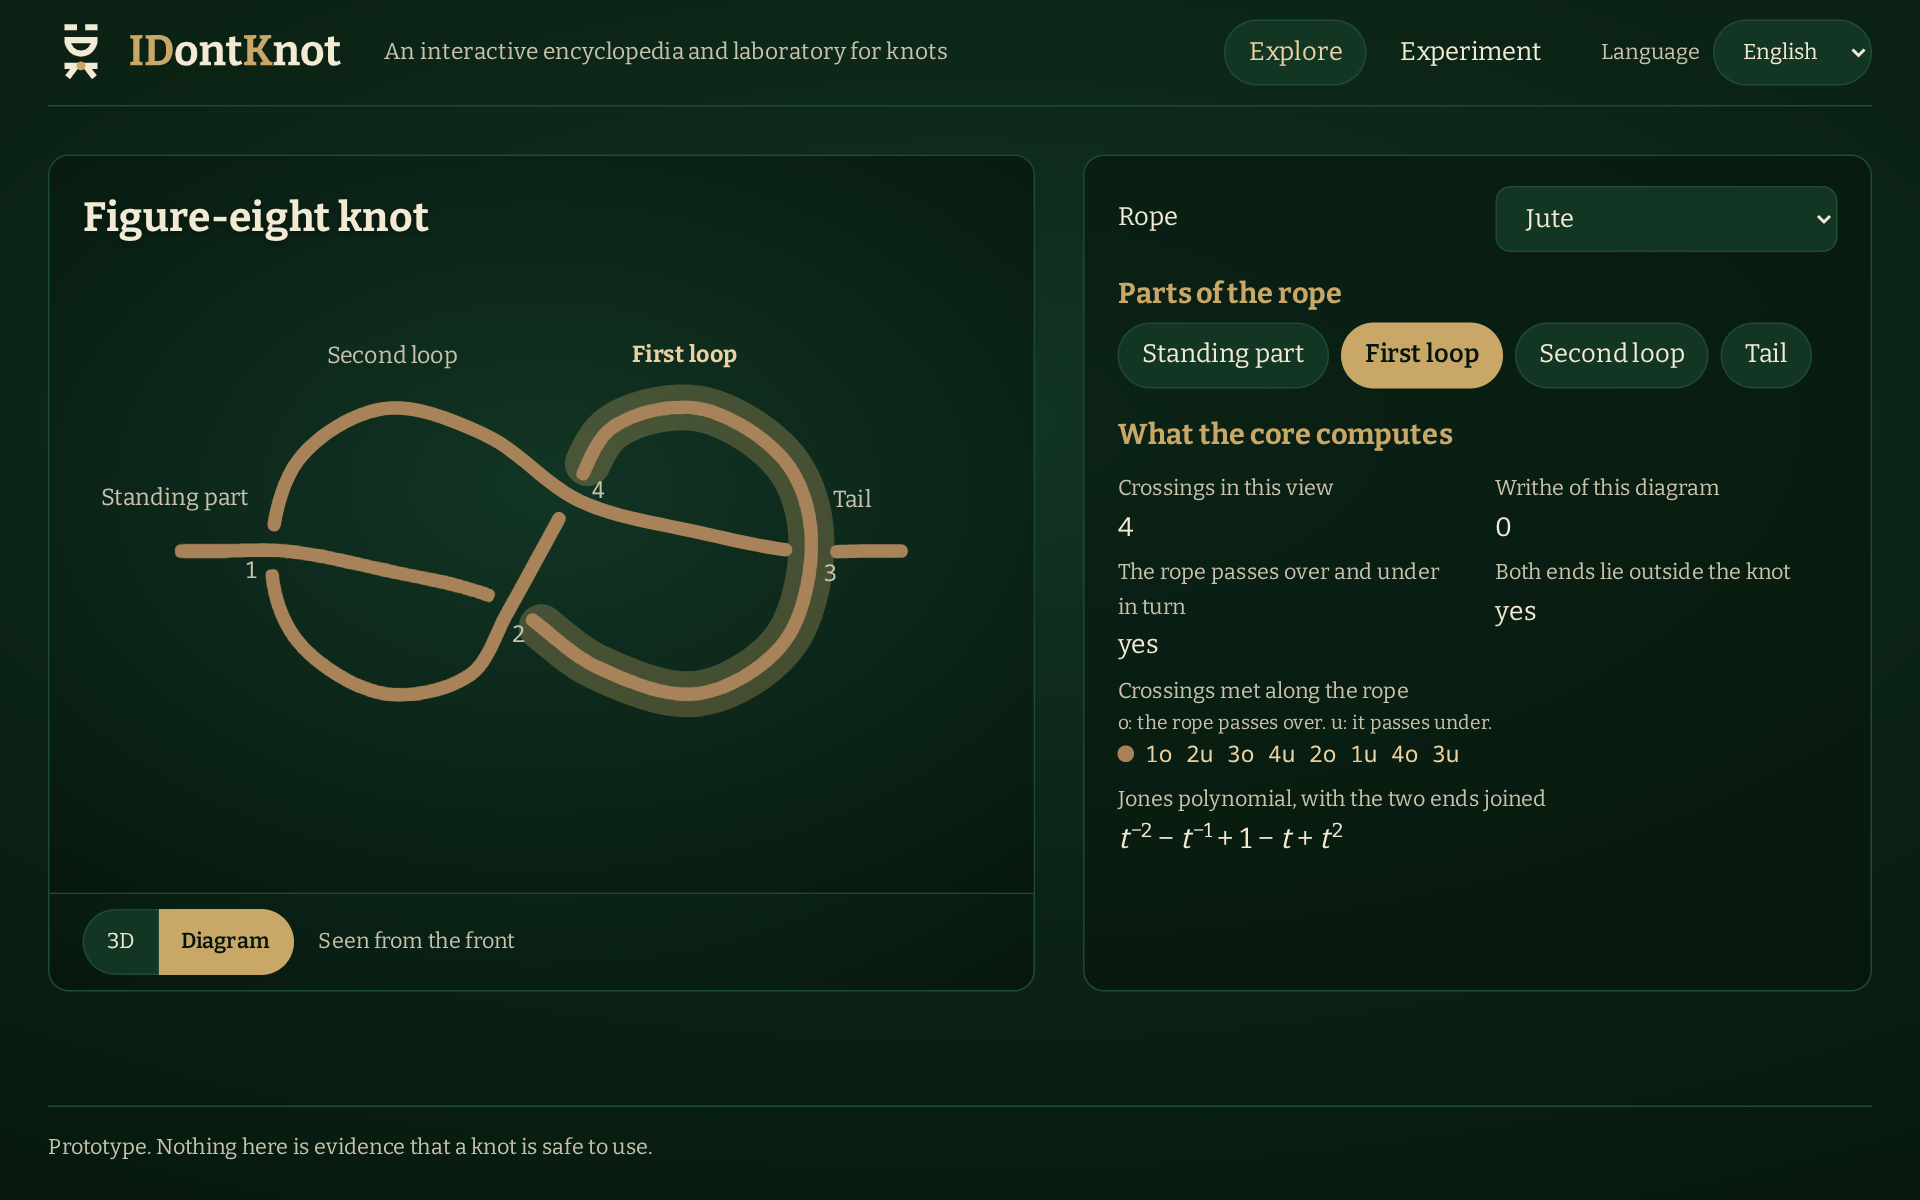 IDontKnot
An interactive encyclopedia and laboratory for knots
Explore
Experiment
Language
English
Figure-eight knot
Second loop
First loop
Standing part
4
Tail
1
3
2
3D
Diagram
Seen from the front
Rope
Jute
Parts of the rope
Standing part
First loop
Second loop
Tail
What the core computes
Crossings in this view
4
Writhe of this diagram
0
The rope passes over and under
in turn
yes
Both ends lie outside the knot
yes
Crossings met along the rope
o: the rope passes over. u: it passes under.
1o 2u 3o 4u 2o 1u 4o 3u
Jones polynomial, with the two ends joined
t⁻² − t⁻¹ + 1 − t + t²
Prototype. Nothing here is evidence that a knot is safe to use.